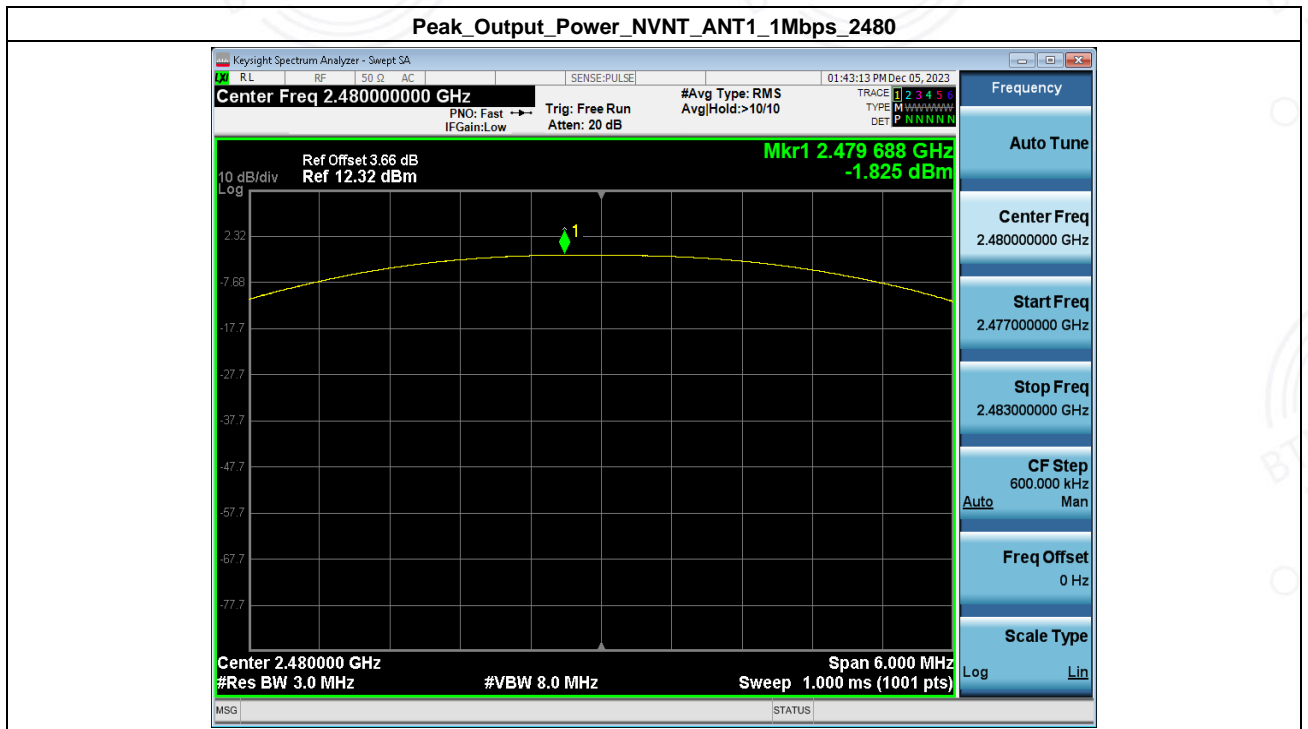 Peak_Output_Power_NVNT_ANT1_1Mbps_2480
Keysight Spectrum Analyzer - Swept SA
LXI RL RF 50 Ω AC SENSE:PULSE 01:43:13 PM Dec 05, 2023
Center Freq 2.480000000 GHz
PNO: Fast
IFGain:Low
Trig: Free Run
Atten: 20 dB
#Avg Type: RMS
Avg|Hold:>10/10
TRACE 1 2 3 4 5 6
TYPE M WWWWW
DET P N N N N N
Mkr1 2.479 688 GHz
-1.825 dBm
Ref Offset 3.66 dB
10 dB/div Ref 12.32 dBm
Log
1
2.32
-7.68
-17.7
-27.7
-37.7
-47.7
-57.7
-67.7
-77.7
Center 2.480000 GHz Span 6.000 MHz
#Res BW 3.0 MHz #VBW 8.0 MHz Sweep 1.000 ms (1001 pts)
MSG STATUS
Frequency
Auto Tune
Center Freq
2.480000000 GHz
Start Freq
2.477000000 GHz
Stop Freq
2.483000000 GHz
CF Step
600.000 kHz
Auto Man
Freq Offset
0 Hz
Scale Type
Log Lin